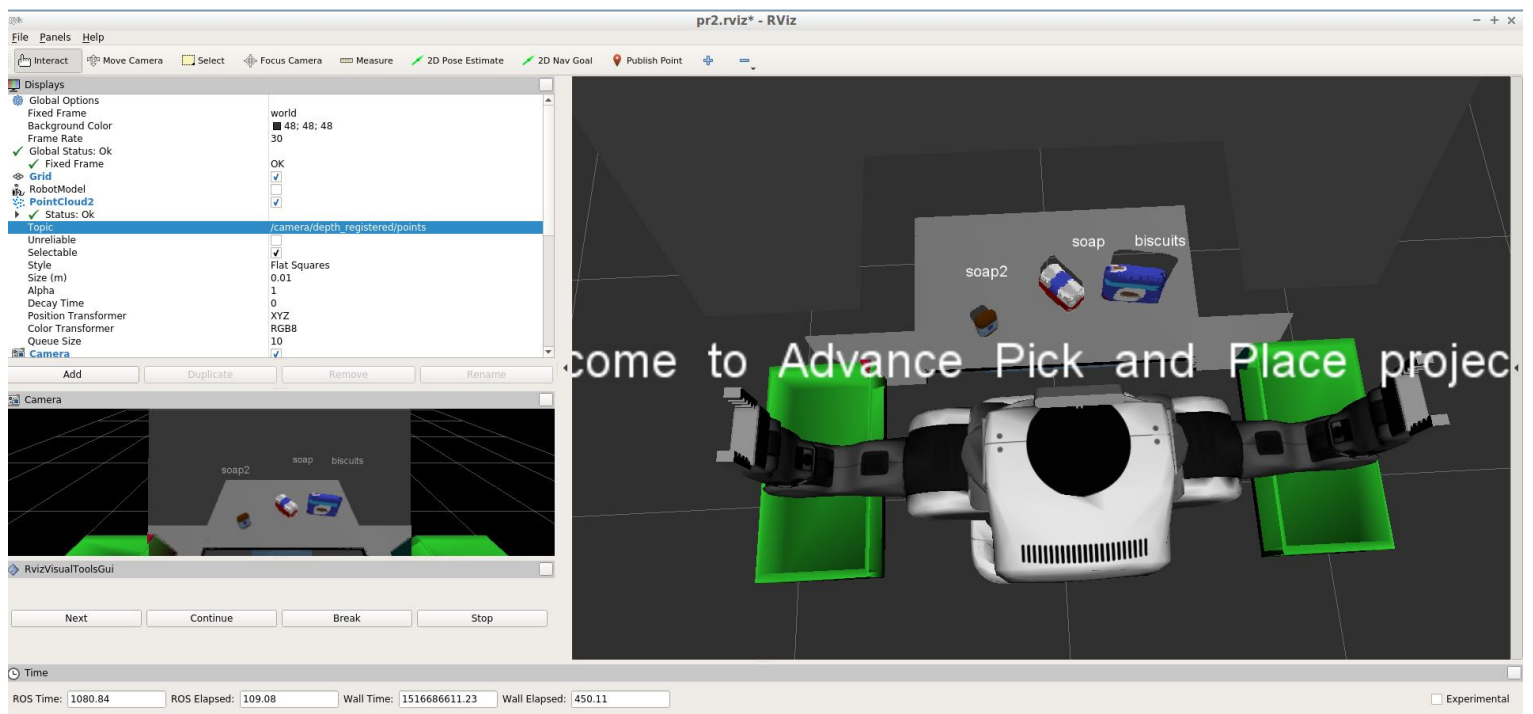 pr2.rviz* - RViz
File Panels Help
Interact Move Camera Select Focus Camera Measure 2D Pose Estimate 2D Nav Goal Publish Point
Displays
Global Options
Fixed Frame world
Background Color 48; 48; 48
Frame Rate 30
Global Status: Ok
Fixed Frame OK
Grid
RobotModel
PointCloud2
Status: Ok
Topic /camera/depth_registered/points
Unreliable
Selectable
Style Flat Squares
Size (m) 0.01
Alpha 1
Decay Time 0
Position Transformer XYZ
Color Transformer RGB8
Queue Size 10
Camera
Add Duplicate Remove Rename
Camera
soap2 soap biscuits
RvizVisualToolsGui
Next Continue Break Stop
soap biscuits
soap2
come to Advance Pick and Place projec
Time
ROS Time: 1080.84 ROS Elapsed: 109.08 Wall Time: 1516686611.23 Wall Elapsed: 450.11 Experimental